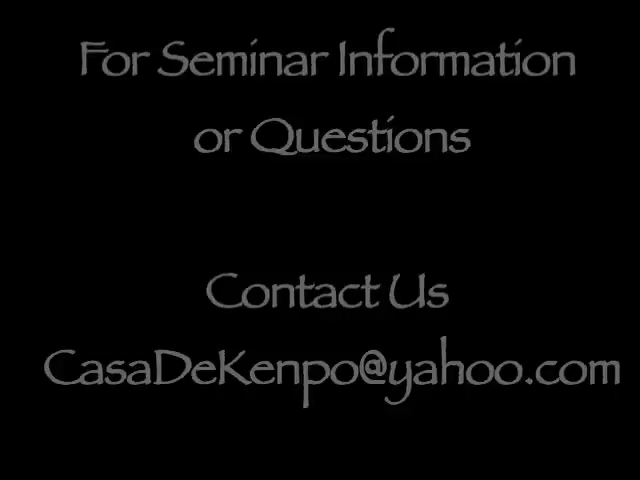 For Seminar Information
or Questions
Contact Us
CasaDeKenpo@yahoo.com